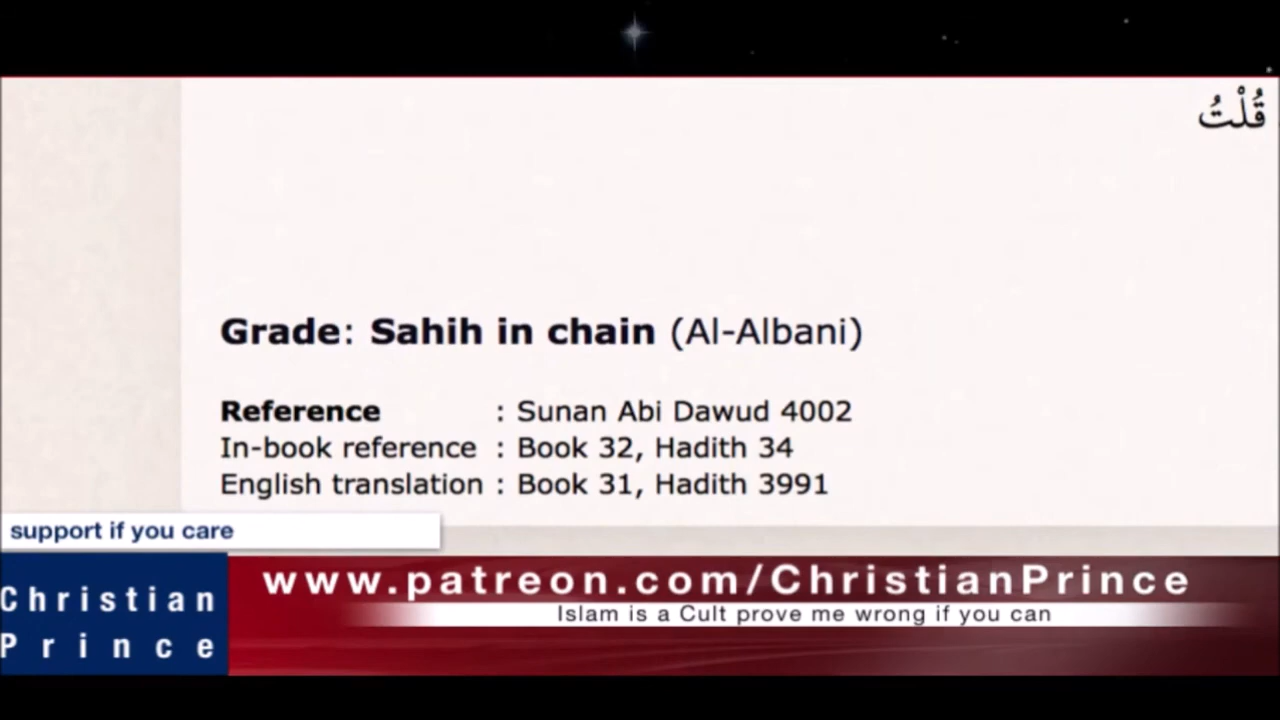 قُلْتُ
Grade: Sahih in chain (Al-Albani)
Reference : Sunan Abi Dawud 4002
In-book reference : Book 32, Hadith 34
English translation : Book 31, Hadith 3991
support if you care
Christian
Prince
www.patreon.com/ChristianPrince
Islam is a Cult prove me wrong if you can